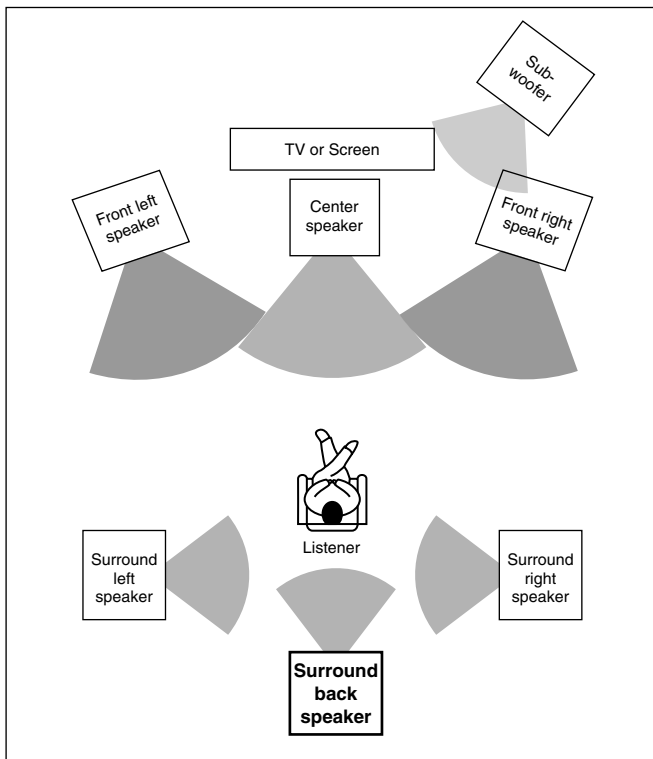 Sub-
woofer
TV or Screen
Front left
speaker
Center
speaker
Front right
speaker
Listener
Surround
left
speaker
Surround
right
speaker
Surround
back
speaker